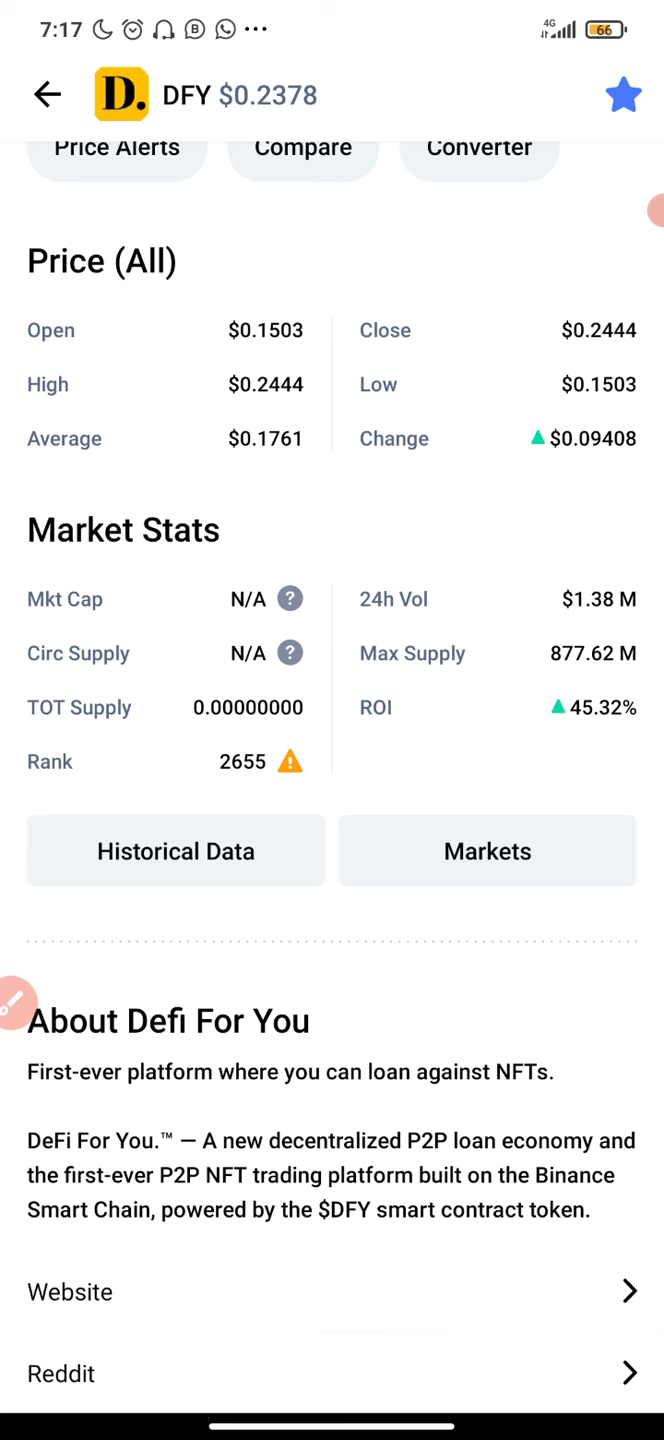 7:17 B ... 4G 66
D. DFY $0.2378
Price Alerts Compare Converter
Price (All)
Open $0.1503 Close $0.2444
High $0.2444 Low $0.1503
Average $0.1761 Change $0.09408
Market Stats
Mkt Cap N/A ? 24h Vol $1.38 M
Circ Supply N/A ? Max Supply 877.62 M
TOT Supply 0.00000000 ROI 45.32%
Rank 2655
Historical Data Markets
About Defi For You
First-ever platform where you can loan against NFTs.
DeFi For You.™ — A new decentralized P2P loan economy and
the first-ever P2P NFT trading platform built on the Binance
Smart Chain, powered by the $DFY smart contract token.
Website
Reddit